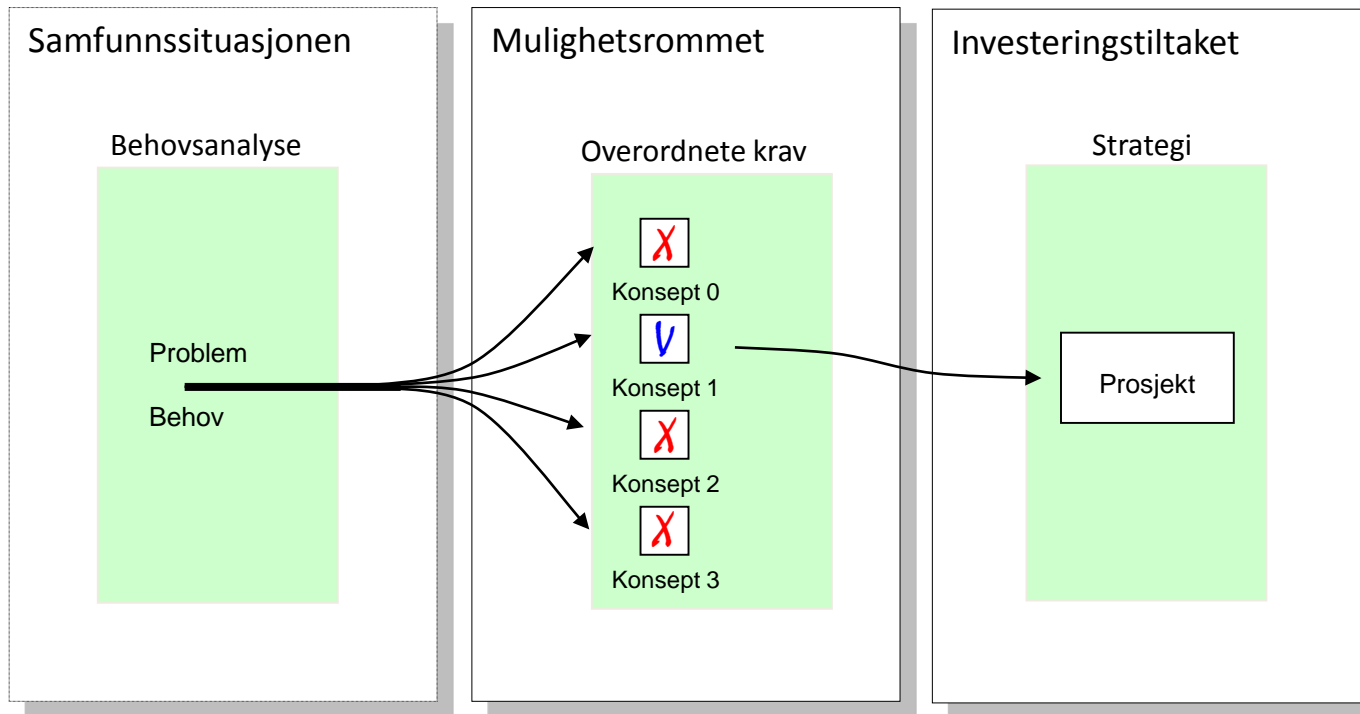 Samfunnssituasjonen
Behovsanalyse
Problem
Behov
Mulighetsrommet
Overordnete krav
X
Konsept 0
V
Konsept 1
X
Konsept 2
X
Konsept 3
Investeringstiltaket
Strategi
Prosjekt